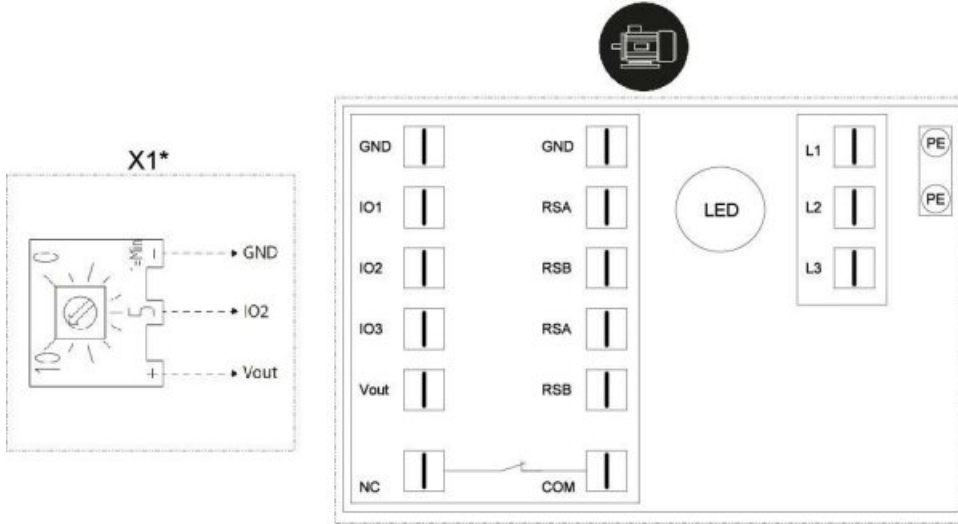 X1*
0
Min.
-
GND
5
IO2
10
+
Vout
GND
GND
IO1
RSA
IO2
RSB
IO3
RSA
Vout
RSB
NC
COM
LED
L1
L2
L3
PE
PE